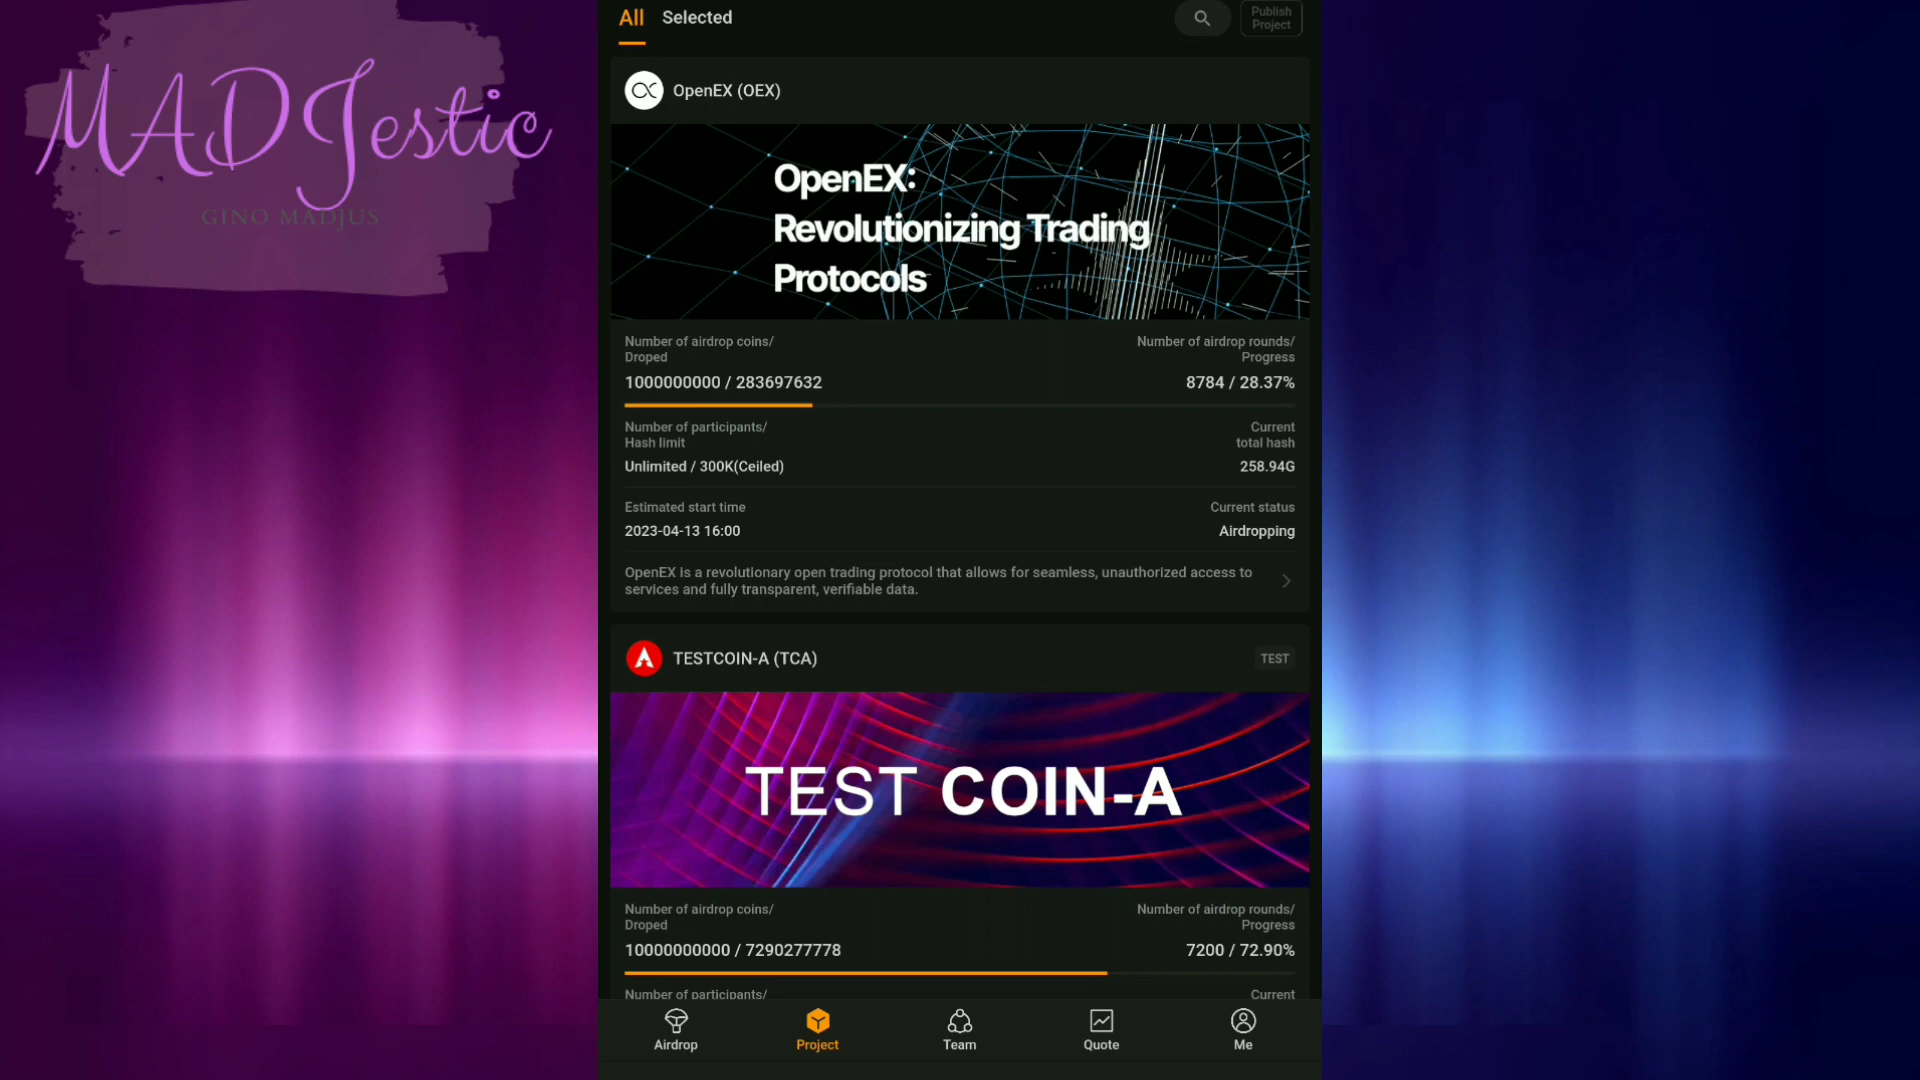 MADJestic
GINO MADJUS
All Selected
Publish
Project
OpenEX (OEX)
OpenEX:
Revolutionizing Trading
Protocols
Number of airdrop coins/
Droped
Number of airdrop rounds/
Progress
1000000000 / 283697632
8784 / 28.37%
Number of participants/
Hash limit
Current
total hash
Unlimited / 300K(Ceiled)
258.94G
Estimated start time
Current status
2023-04-13 16:00
Airdropping
OpenEX is a revolutionary open trading protocol that allows for seamless, unauthorized access to
services and fully transparent, verifiable data.
TESTCOIN-A (TCA)
TEST
TEST COIN-A
Number of airdrop coins/
Droped
Number of airdrop rounds/
Progress
10000000000 / 7290277778
7200 / 72.90%
Number of participants/
Current
Airdrop
Project
Team
Quote
Me